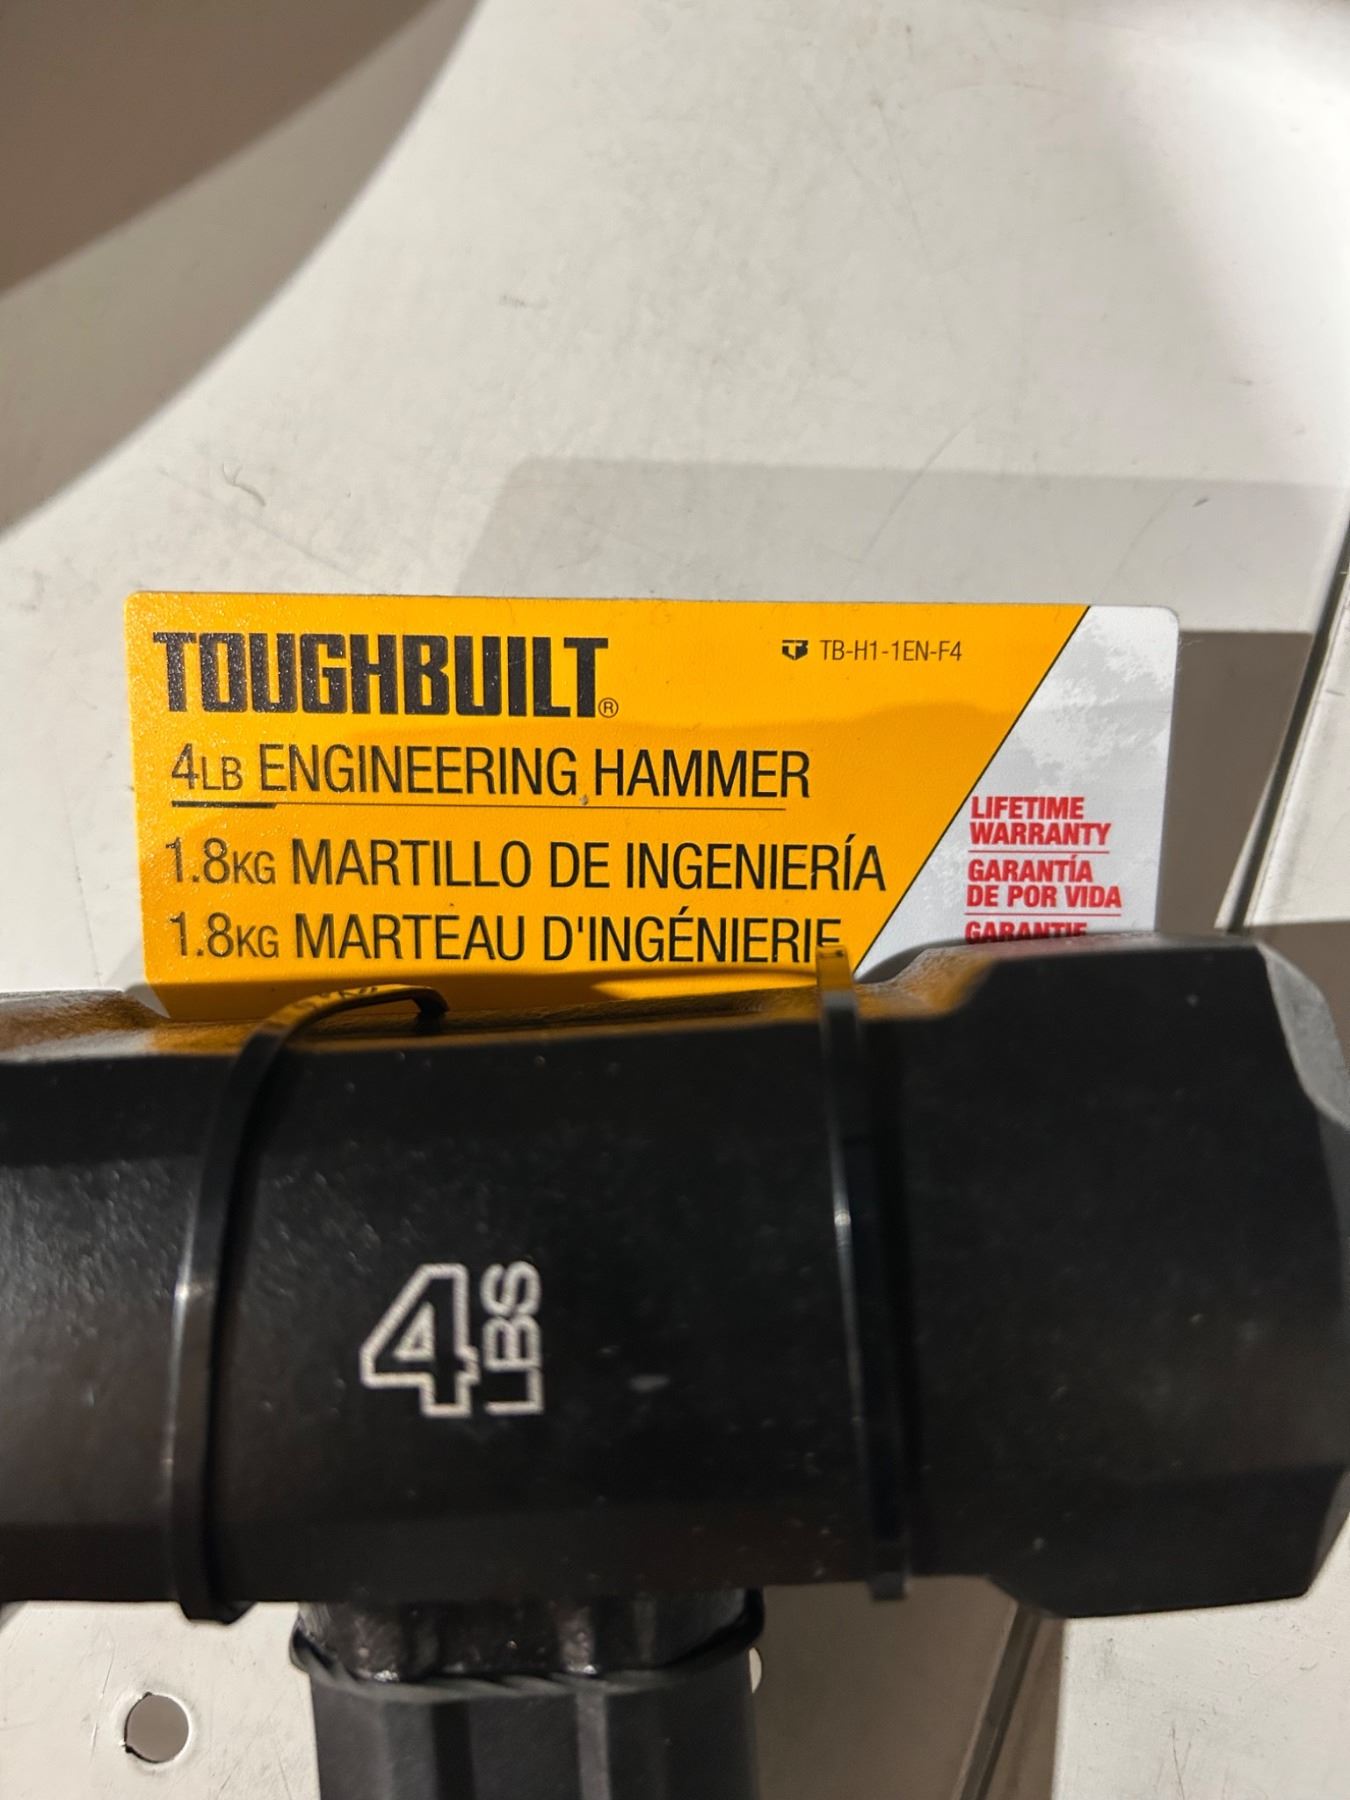 TOUGHBUILT®
TB-H1-1EN-F4
4LB ENGINEERING HAMMER
1.8KG MARTILLO DE INGENIERÍA
1.8KG MARTEAU D'INGÉNIERIE
LIFETIME
WARRANTY
GARANTÍA
DE POR VIDA
GARANTIE
4
LBS